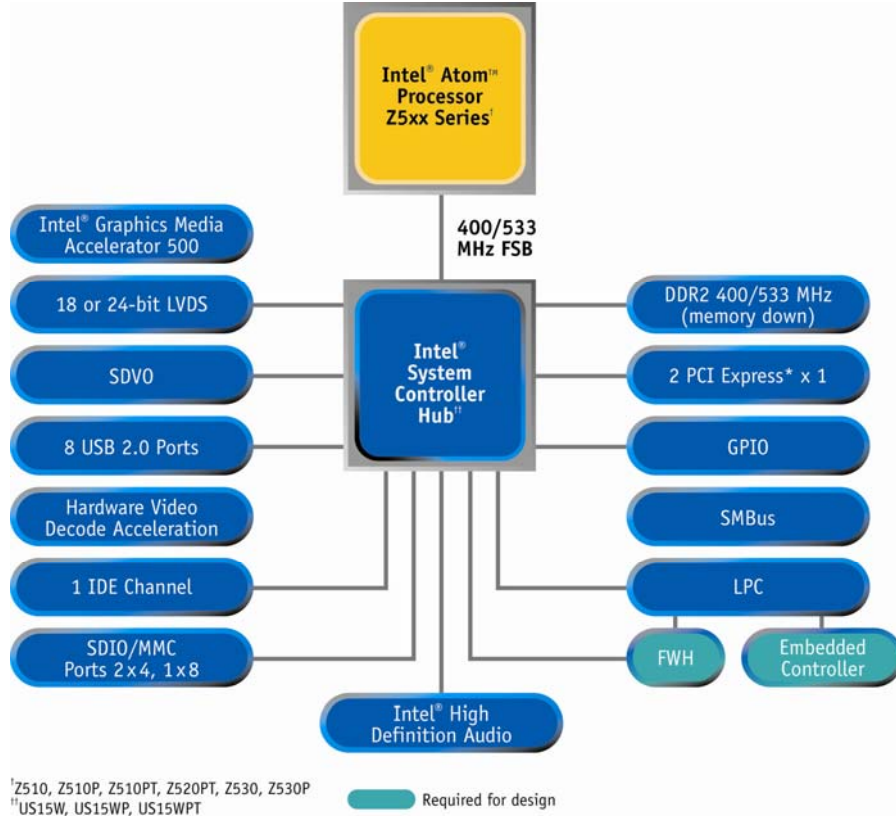 Intel® Atom™
Processor
Z5xx Series†
400/533
MHz FSB
Intel® Graphics Media
Accelerator 500
18 or 24-bit LVDS
SDVO
8 USB 2.0 Ports
Hardware Video
Decode Acceleration
1 IDE Channel
SDIO/MMC
Ports 2x4, 1x8
Intel®
System
Controller
Hub††
DDR2 400/533 MHz
(memory down)
2 PCI Express* x 1
GPIO
SMBus
LPC
FWH
Embedded
Controller
Intel® High
Definition Audio
†Z510, Z510P, Z510PT, Z520PT, Z530, Z530P
††US15W, US15WP, US15WPT
Required for design